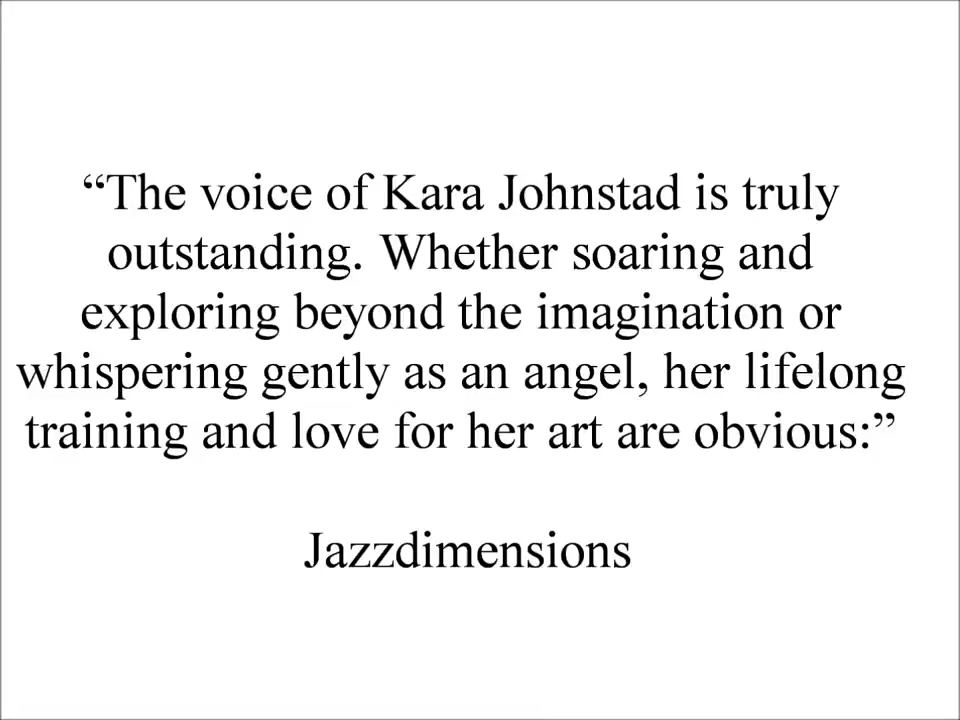 “The voice of Kara Johnstad is truly
outstanding. Whether soaring and
exploring beyond the imagination or
whispering gently as an angel, her lifelong
training and love for her art are obvious:”
Jazzdimensions